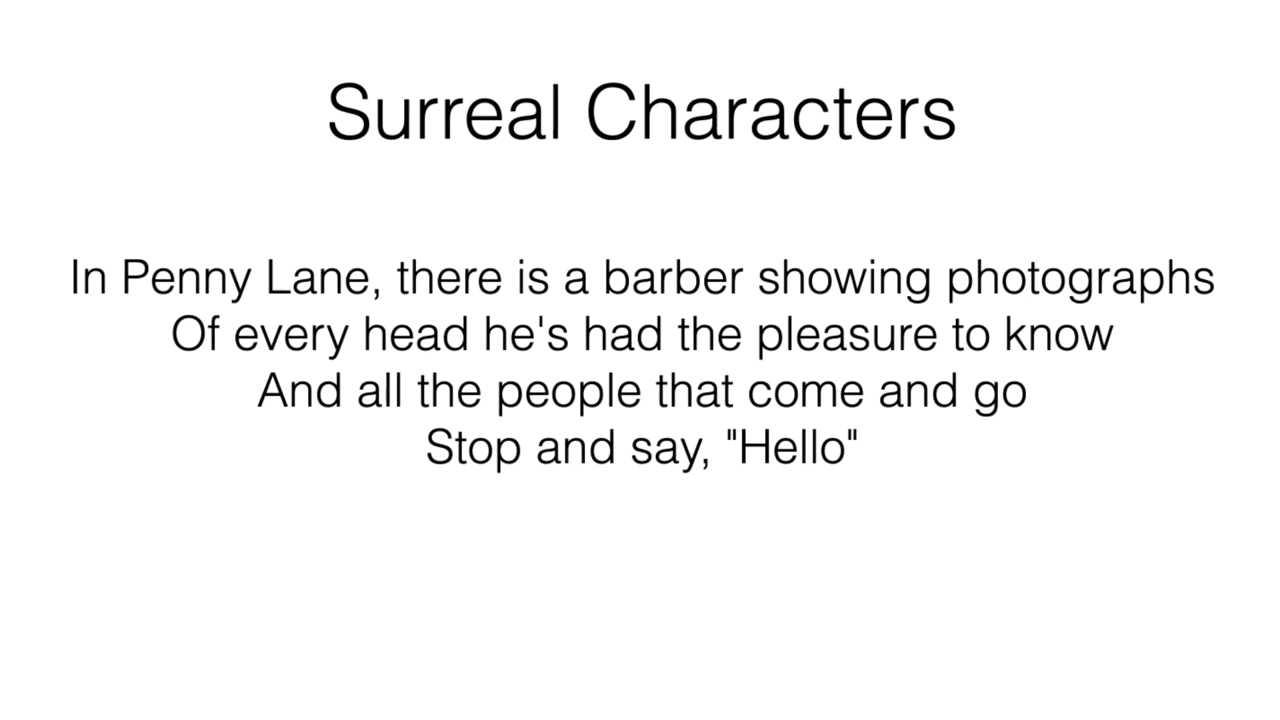 Surreal Characters
In Penny Lane, there is a barber showing photographs
Of every head he's had the pleasure to know
And all the people that come and go
Stop and say, "Hello"